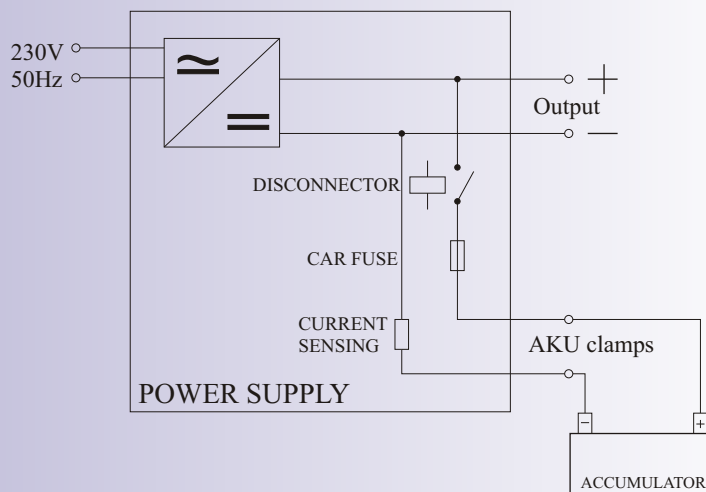 230V
50Hz
+
Output
−
DISCONNECTOR
CAR FUSE
CURRENT
SENSING
AKU clamps
POWER SUPPLY
− +
ACCUMULATOR